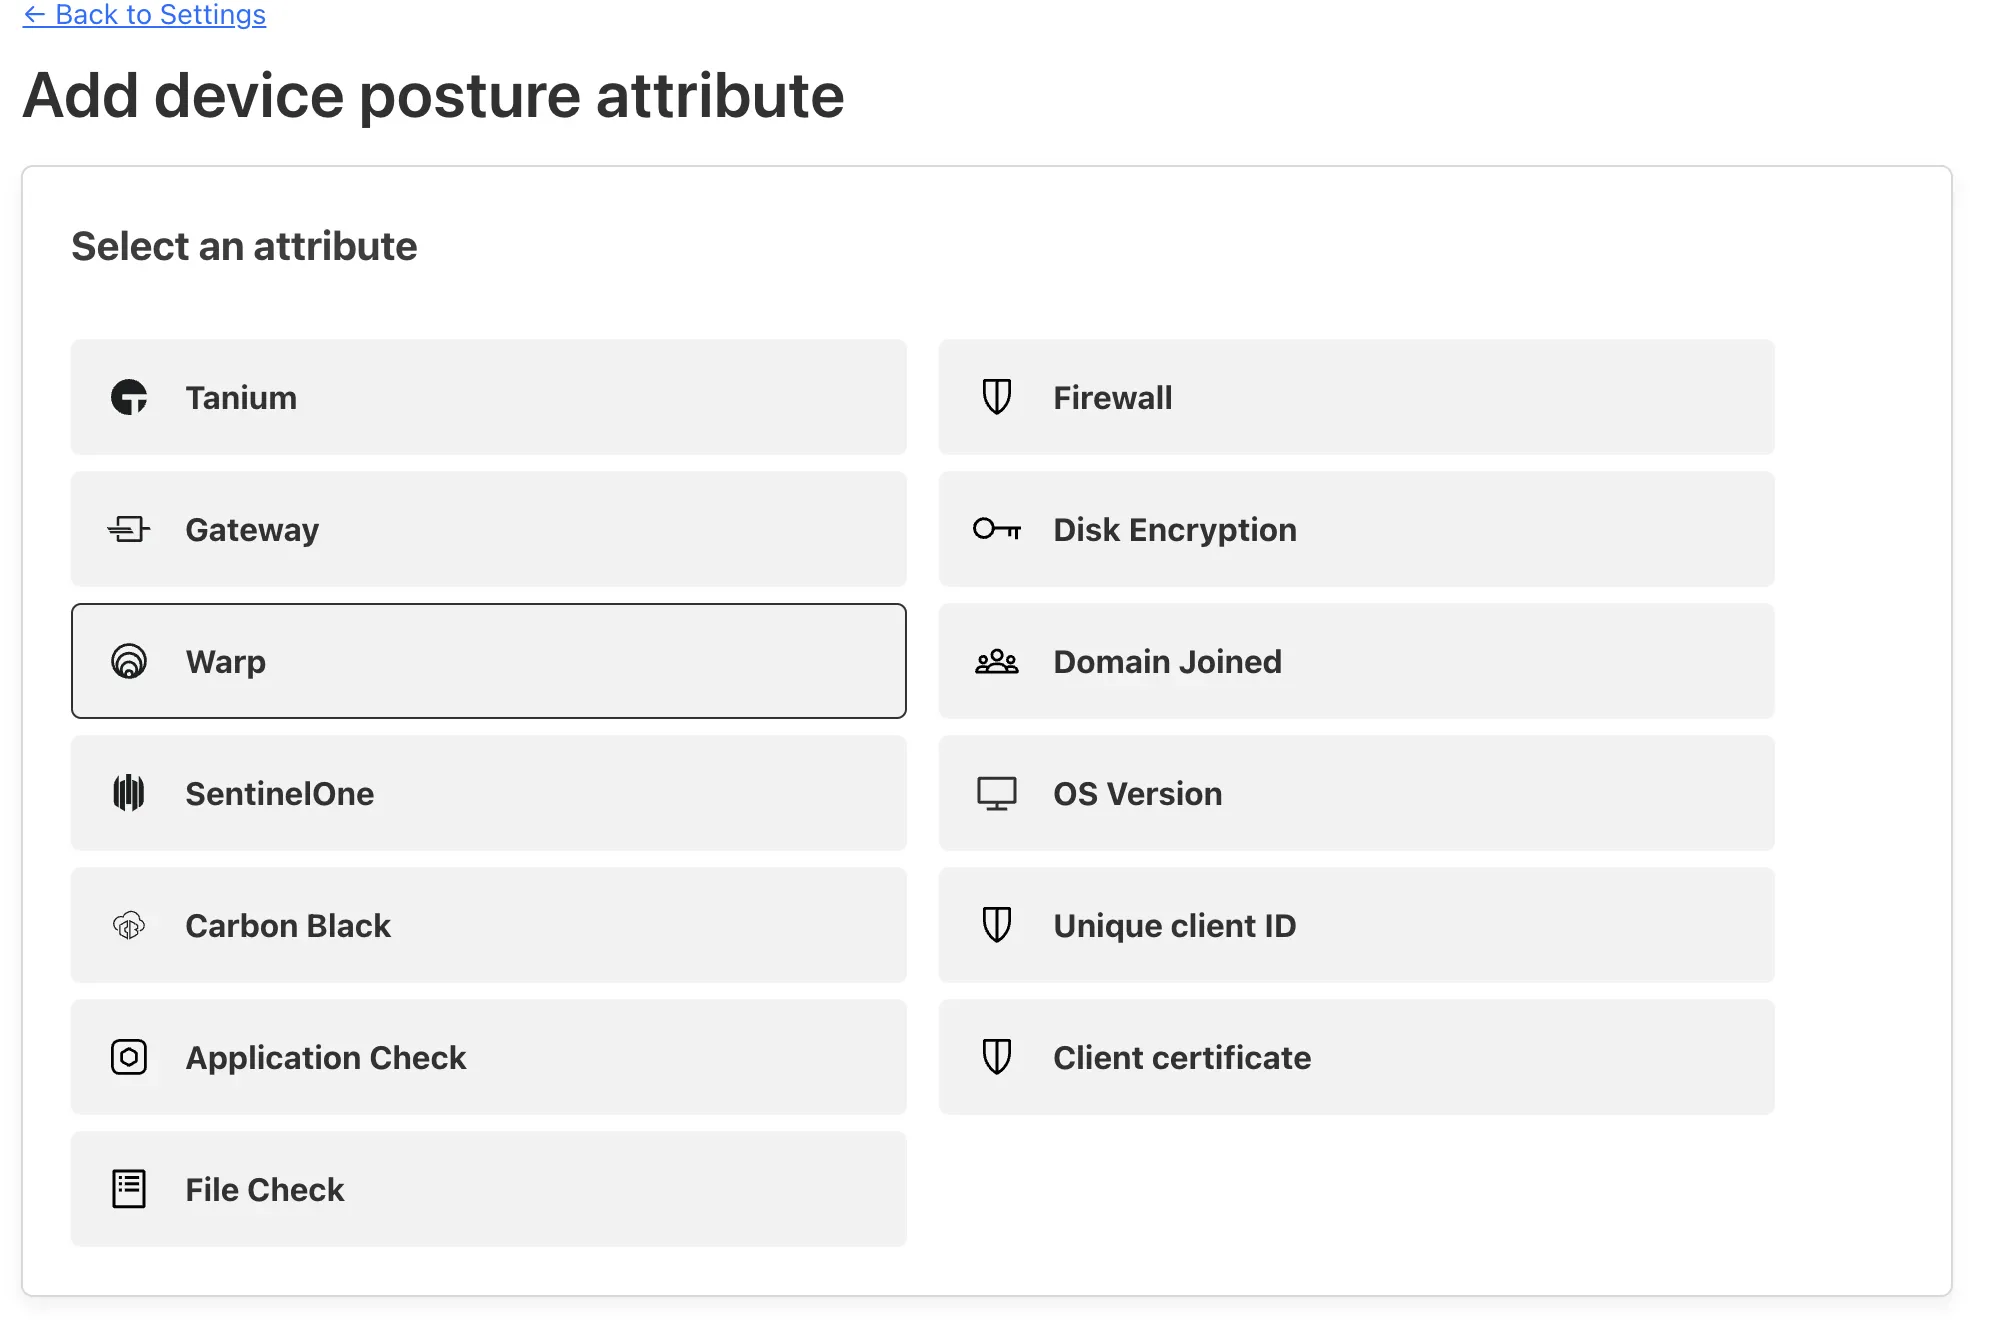 ← Back to Settings
Add device posture attribute
Select an attribute
Tanium
Firewall
Gateway
Disk Encryption
Warp
Domain Joined
SentinelOne
OS Version
Carbon Black
Unique client ID
Application Check
Client certificate
File Check